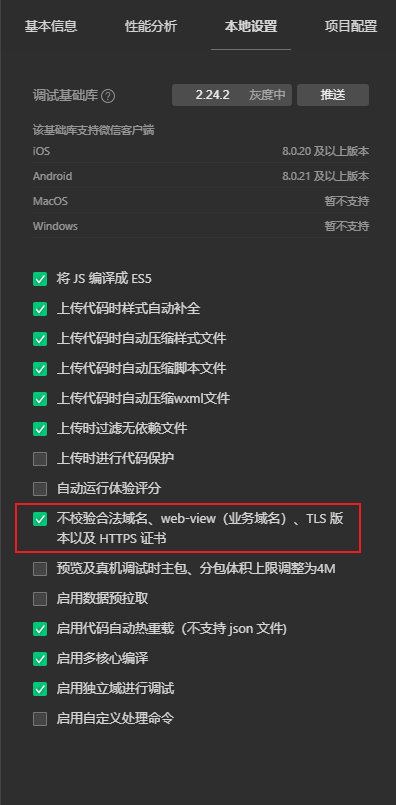 基本信息 性能分析 本地设置 项目配置
调试基础库 ? 2.24.2 灰度中 推送
该基础库支持微信客户端
iOS 8.0.20 及以上版本
Android 8.0.21 及以上版本
MacOS 暂不支持
Windows 暂不支持
将 JS 编译成 ES5
上传代码时样式自动补全
上传代码时自动压缩样式文件
上传代码时自动压缩脚本文件
上传代码时自动压缩wxml文件
上传时过滤无依赖文件
上传时进行代码保护
自动运行体验评分
不校验合法域名、web-view（业务域名）、TLS 版
本以及 HTTPS 证书
预览及真机调试时主包、分包体积上限调整为4M
启用数据预拉取
启用代码自动热重载（不支持 json 文件)
启用多核心编译
启用独立域进行调试
启用自定义处理命令